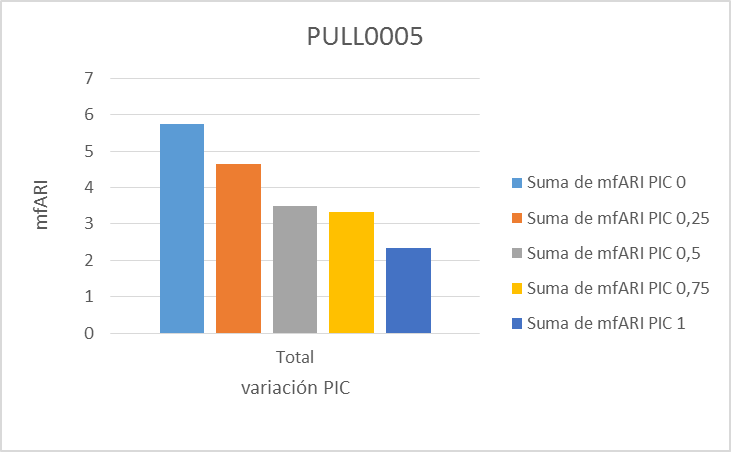 PULL0005
7
6
5
4
3
2
1
0
mfARI
Total
variación PIC
Suma de mfARI PIC 0
Suma de mfARI PIC 0,25
Suma de mfARI PIC 0,5
Suma de mfARI PIC 0,75
Suma de mfARI PIC 1